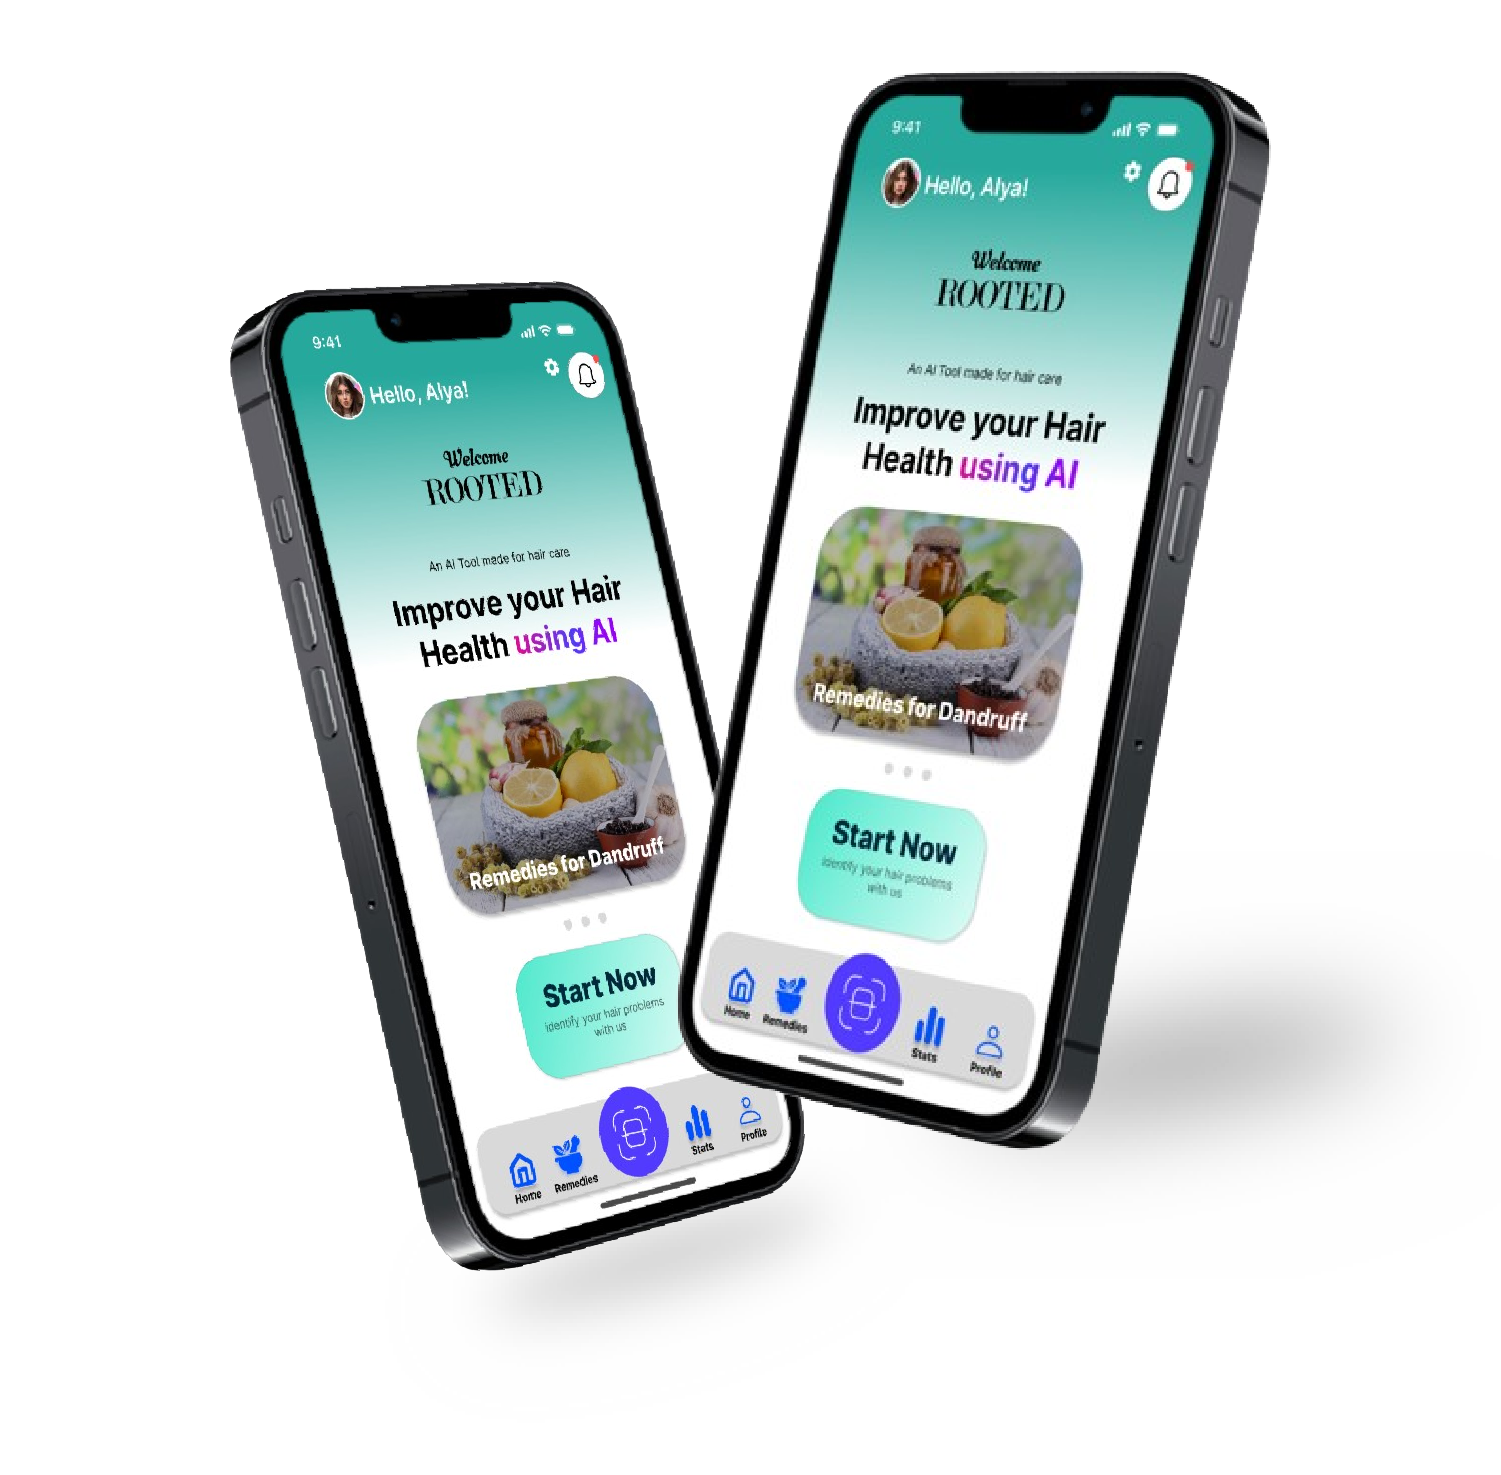 9:41
Hello, Alya!
Welcome
ROOTED
An AI Tool made for hair care
Improve your Hair
Health using AI
Remedies for Dandruff
Start Now
Identify your hair problems
with us
Home
Remedies
Stats
Profile
9:41
Hello, Alya!
Welcome
ROOTED
An AI Tool made for hair care
Improve your Hair
Health using AI
Remedies for Dandruff
Start Now
Identify your hair problems
with us
Home
Remedies
Stats
Profile